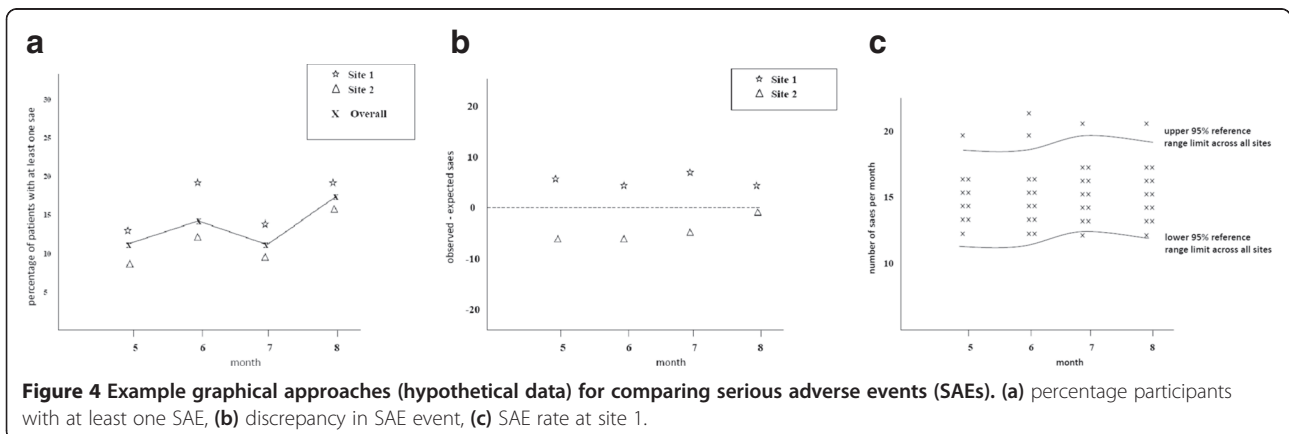 a
percentage of patients with at least one sae
30
25
20
15
10
5
5 6 7 8
month
☆ Site 1
△ Site 2
X Overall
b
observed - expected saes
20
10
0
-10
-20
5 6 7 8
month
☆ Site 1
△ Site 2
c
number of saes per month
20
15
10
5 6 7 8
month
upper 95% reference
range limit across all sites
lower 95% reference
range limit across all sites
Figure 4 Example graphical approaches (hypothetical data) for comparing serious adverse events (SAEs). (a) percentage participants
with at least one SAE, (b) discrepancy in SAE event, (c) SAE rate at site 1.